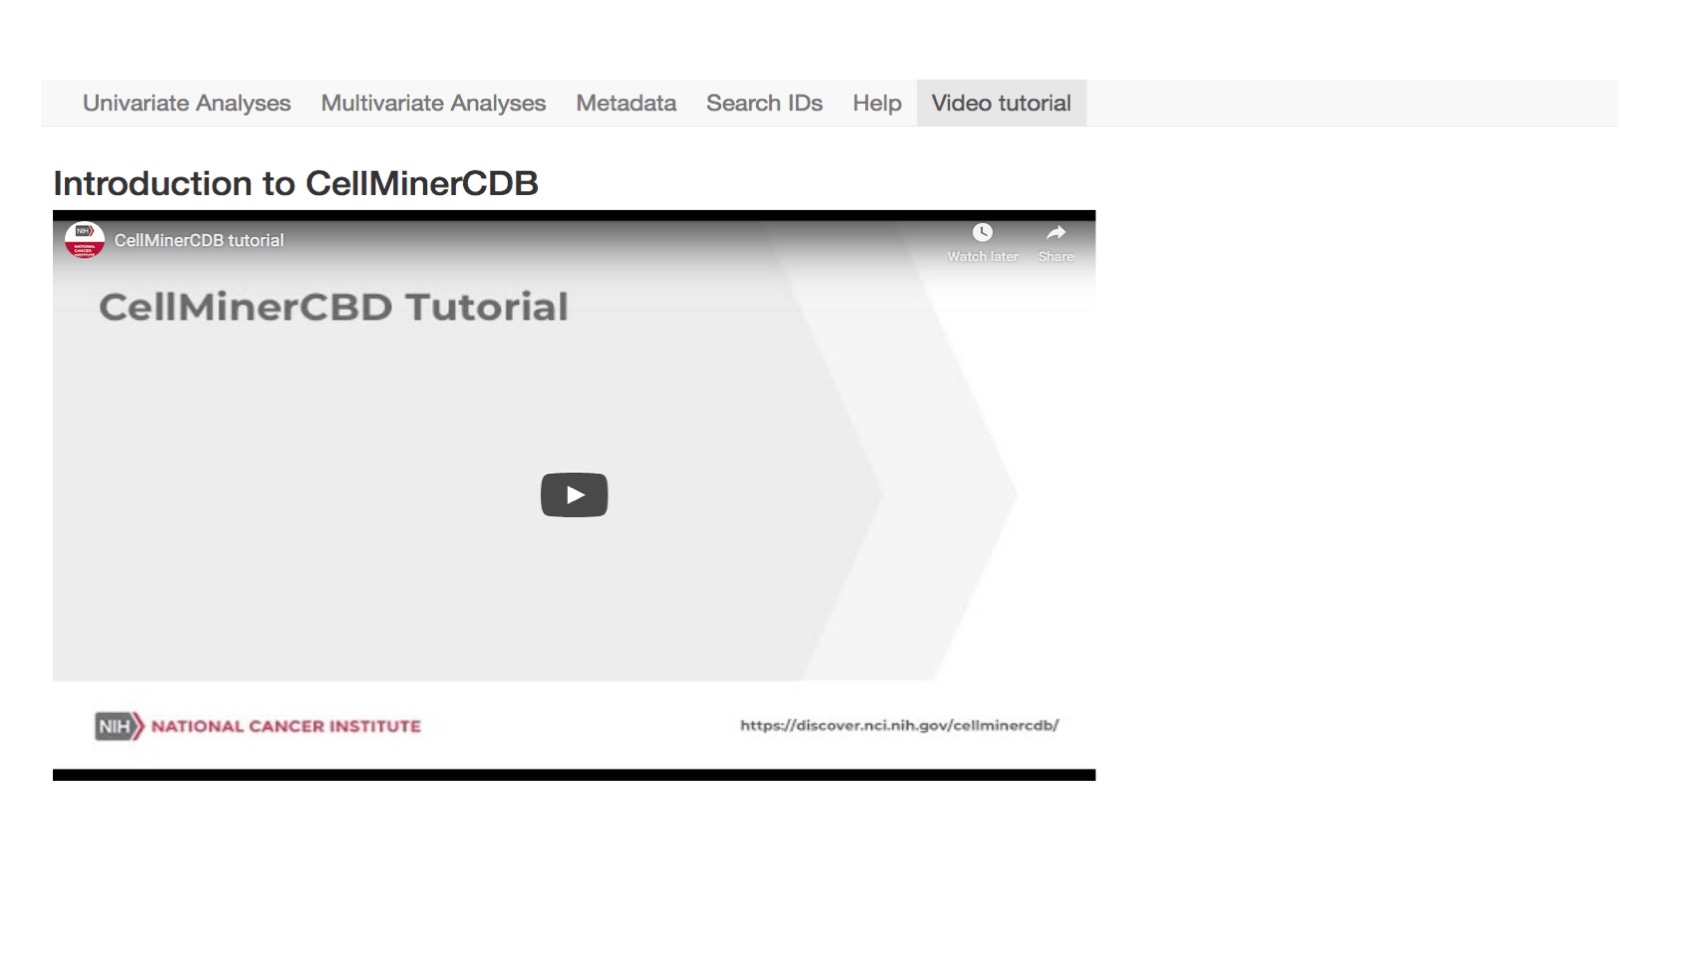 Univariate Analyses Multivariate Analyses Metadata Search IDs Help Video tutorial
Introduction to CellMinerCDB
CellMinerCDB tutorial
Watch later Share
CellMinerCBD Tutorial
NIH NATIONAL CANCER INSTITUTE
https://discover.nci.nih.gov/cellminercdb/